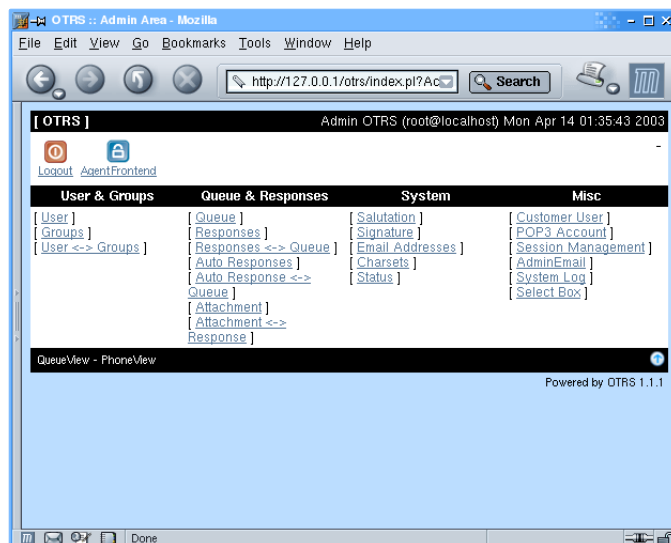 OTRS :: Admin Area - Mozilla
File Edit View Go Bookmarks Tools Window Help
http://127.0.0.1/otrs/index.pl?Ac Search
[ OTRS ] Admin OTRS (root@localhost) Mon Apr 14 01:35:43 2003
-
Logout AgentFrontend
User & Groups Queue & Responses System Misc
[ User ] [ Queue ] [ Salutation ] [ Customer User ]
[ Groups ] [ Responses ] [ Signature ] [ POP3 Account ]
[ User <-> Groups ] [ Responses <-> Queue ] [ Email Addresses ] [ Session Management ]
[ Auto Responses ] [ Charsets ] [ AdminEmail ]
[ Auto Response <-> [ Status ] [ System Log ]
Queue ] [ Select Box ]
[ Attachment ]
[ Attachment <->
Response ]
QueueView - PhoneView
Powered by OTRS 1.1.1
Done